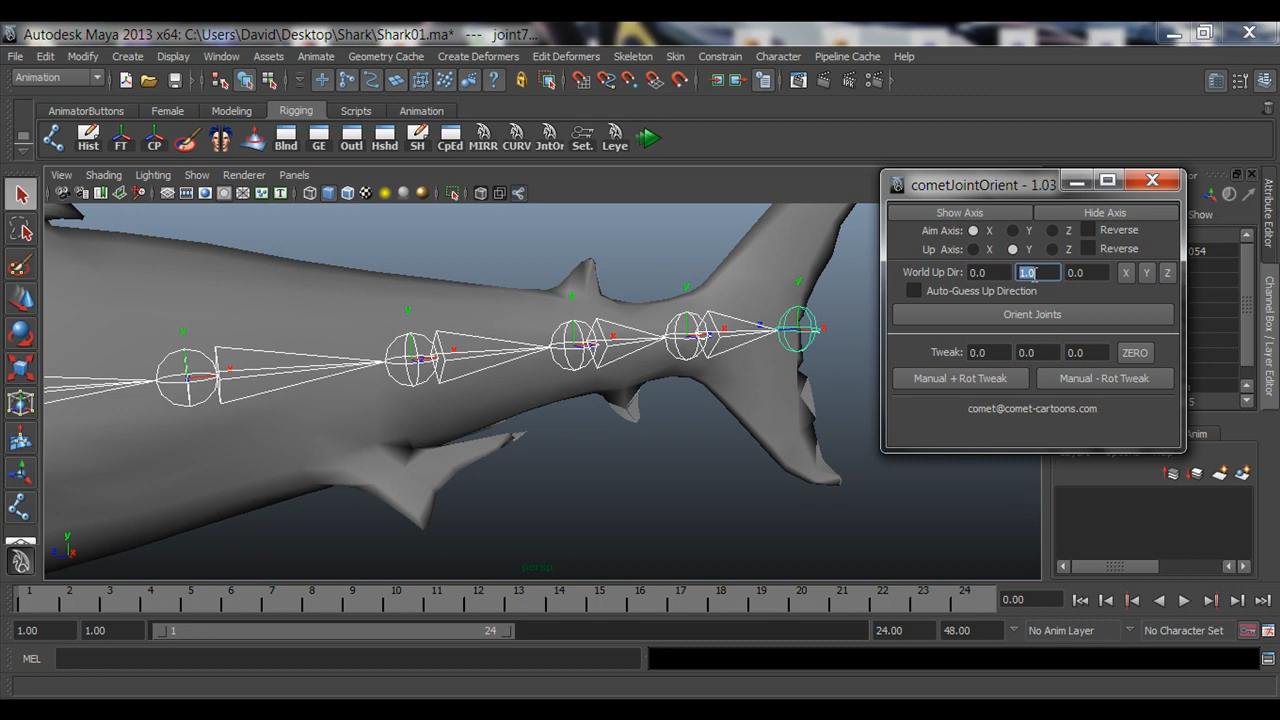 Autodesk Maya 2013 x64: C:\Users\David\Desktop\Shark\Shark01.ma* --- joint7...
File Edit Modify Create Display Window Assets Animate Geometry Cache Create Deformers Edit Deformers Skeleton Skin Constrain Character Pipeline Cache Help
Animation
AnimatorButtons Female Modeling Rigging Scripts Animation
Hist FT CP Blnd GE Outl Hshd SH CpEd MIRR CURV JntOr Set. Leye
View Shading Lighting Show Renderer Panels
cometJointOrient - 1.03
Show Axis Hide Axis
Show
Aim Axis: X Y Z Reverse
Up Axis: X Y Z Reverse
054
World Up Dir: 0.0 1.0 0.0 X Y Z
Auto-Guess Up Direction
Orient Joints
Tweak: 0.0 0.0 0.0 ZERO
Manual + Rot Tweak Manual - Rot Tweak
comet@comet-cartoons.com
Attribute Editor
Channel Box / Layer Editor
y y y y y
x x x x x
y
x
persp
1 2 3 4 5 6 7 8 9 10 11 12 13 14 15 16 17 18 19 20 21 22 23 24 0.00
1.00 1.00 1 24 24.00 48.00 No Anim Layer No Character Set
MEL